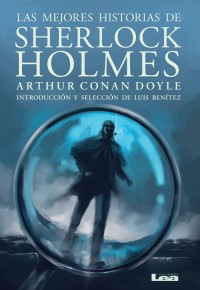 LAS MEJORES HISTORIAS DE
SHERLOCK
HOLMES
ARTHUR CONAN DOYLE
INTRODUCCIÓN Y SELECCIÓN DE LUIS BENÍTEZ
Lea